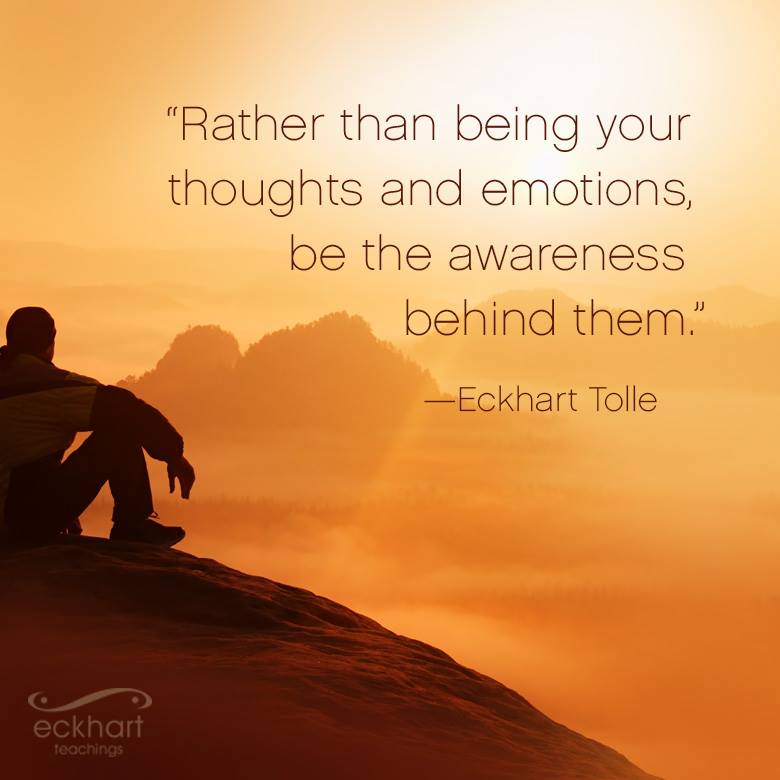 “Rather than being your
thoughts and emotions,
be the awareness
behind them.”
—Eckhart Tolle
eckhart
teachings